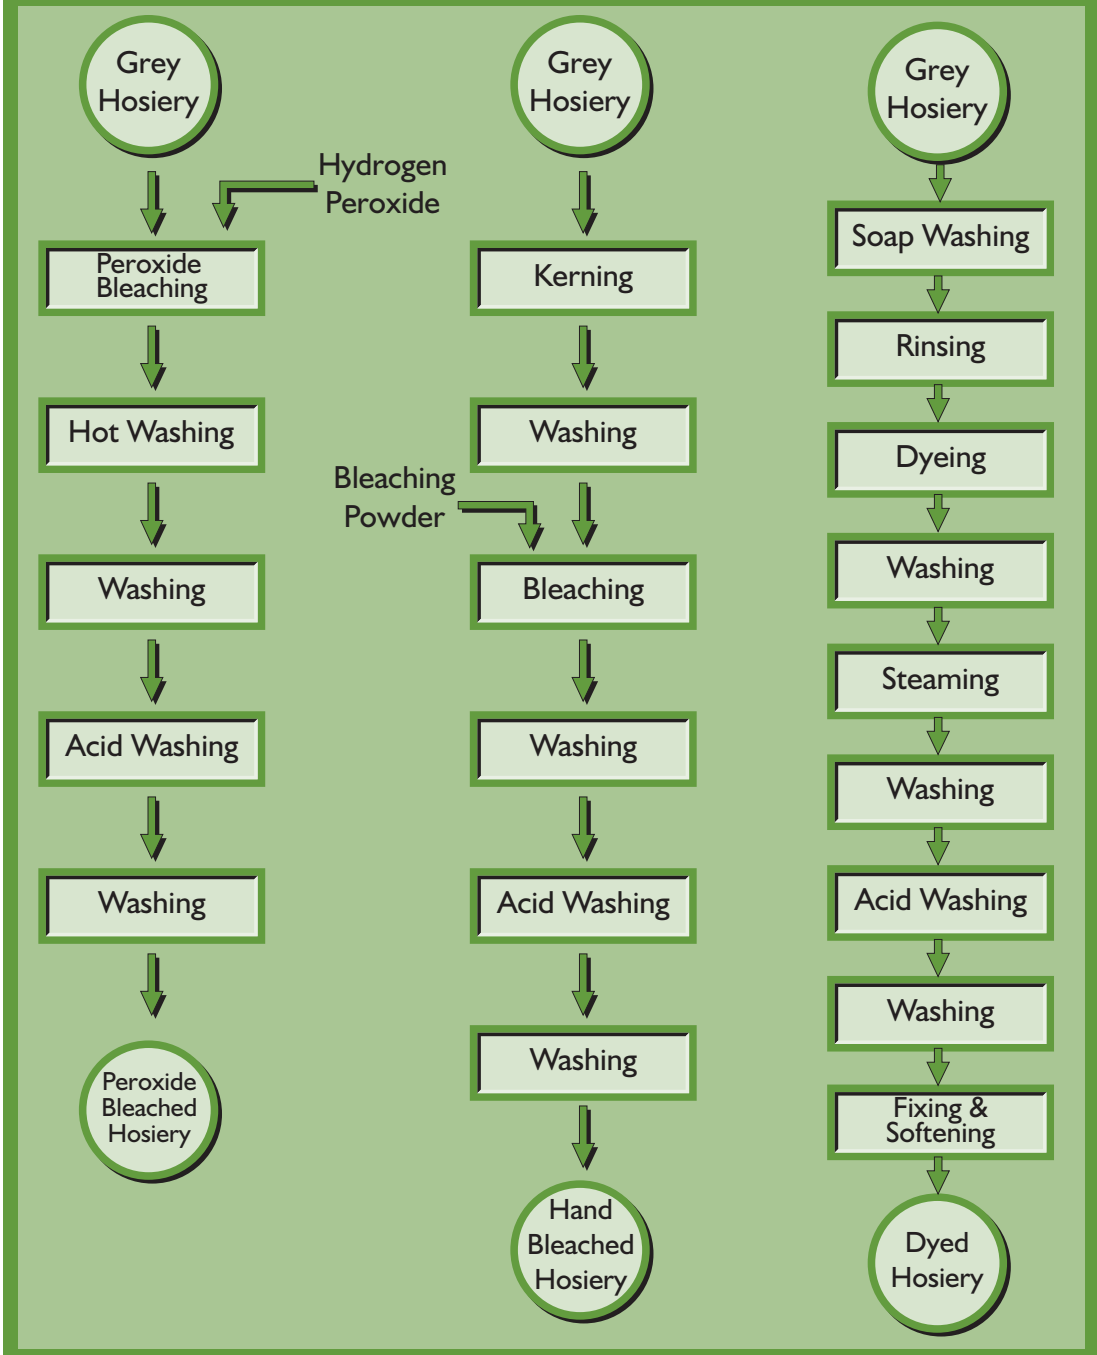 Grey
Hosiery
Hydrogen
Peroxide
Peroxide
Bleaching
Hot Washing
Washing
Acid Washing
Washing
Peroxide
Bleached
Hosiery
Grey
Hosiery
Kerning
Washing
Bleaching
Powder
Bleaching
Washing
Acid Washing
Washing
Hand
Bleached
Hosiery
Grey
Hosiery
Soap Washing
Rinsing
Dyeing
Washing
Steaming
Washing
Acid Washing
Washing
Fixing &
Softening
Dyed
Hosiery